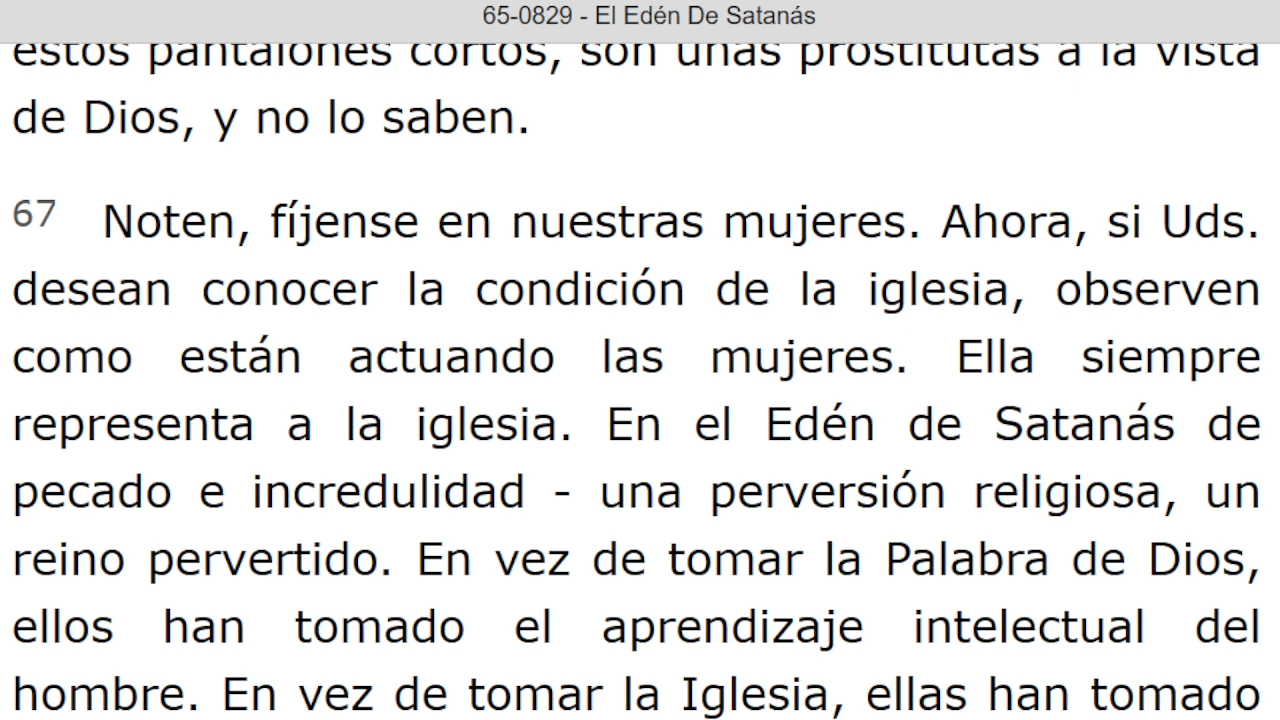 65-0829 - El Edén De Satanás
estos pantalones cortos, son unas prostitutas a la vista
de Dios, y no lo saben.
67 Noten, fíjense en nuestras mujeres. Ahora, si Uds.
desean conocer la condición de la iglesia, observen
como están actuando las mujeres. Ella siempre
representa a la iglesia. En el Edén de Satanás de
pecado e incredulidad - una perversión religiosa, un
reino pervertido. En vez de tomar la Palabra de Dios,
ellos han tomado el aprendizaje intelectual del
hombre. En vez de tomar la Iglesia, ellas han tomado